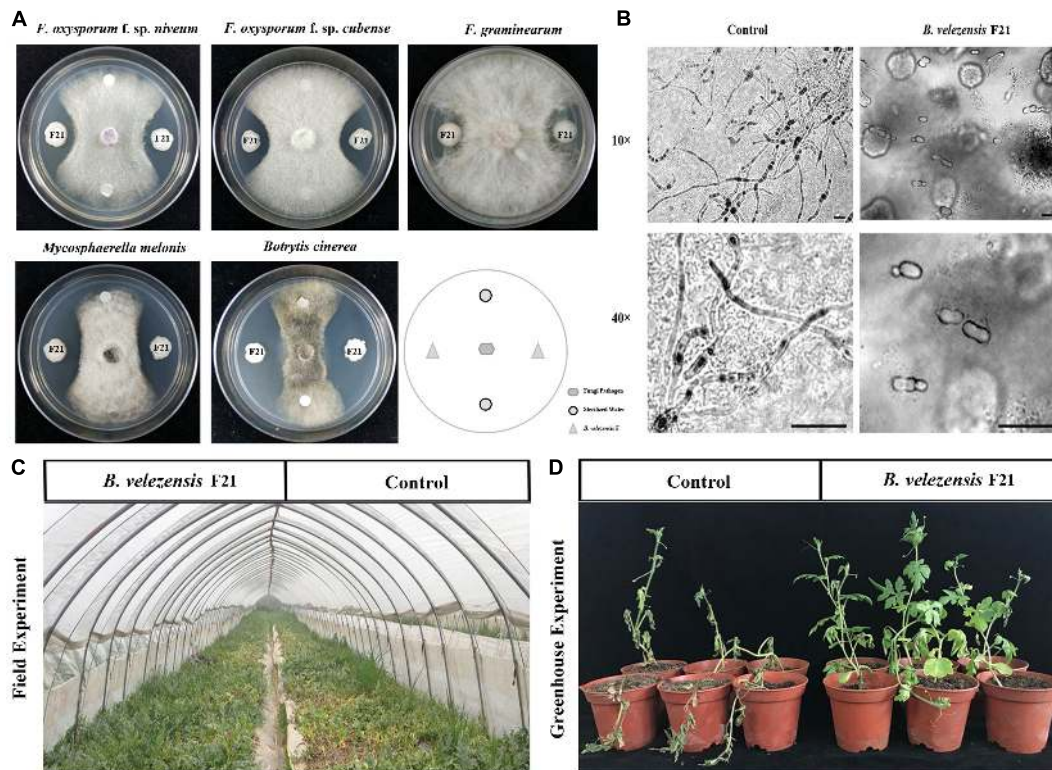 A
F. oxysporum f. sp. niveum
F. oxysporum f. sp. cubense
F. graminearum
F21
F21
F21
F21
F21
F21
Mycosphaerella melonis
Botrytis cinerea
F21
F21
F21
F21
Fungi Pathogen
Sterilized Water
B. velezensis F
B
Control
B. velezensis F21
10×
40×
C
B. velezensis F21
Control
Field Experiment
D
Control
B. velezensis F21
Greenhouse Experiment